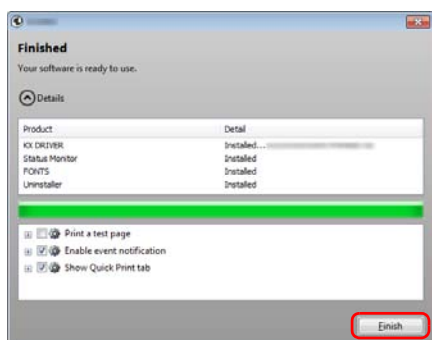 Finished
Your software is ready to use.
Details
Product Detail
KX DRIVER Installed...
Status Monitor Installed
FONTS Installed
Uninstaller Installed
Print a test page
Enable event notification
Show Quick Print tab
Finish